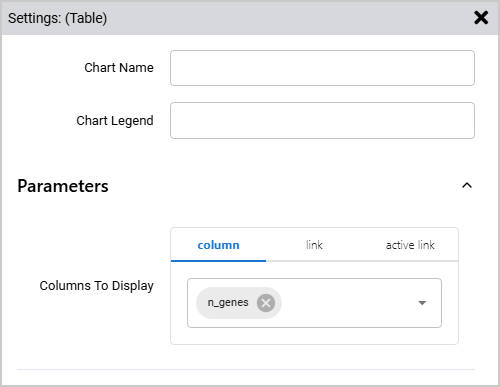 Settings: (Table)
Chart Name
Chart Legend
Parameters
column link active link
Columns To Display
n_genes